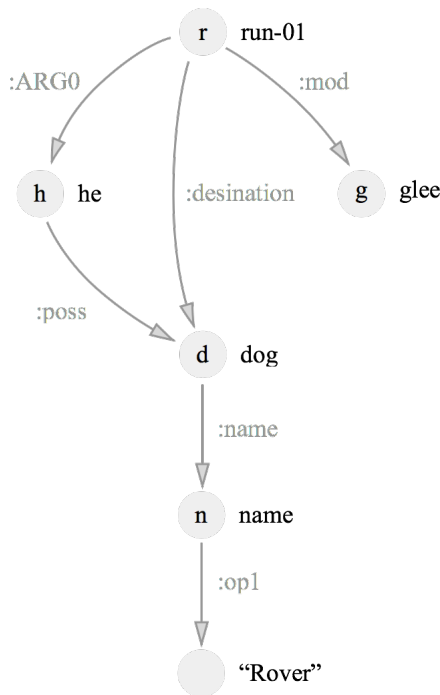 r run-01
:ARG0
:mod
h he
:desination
g glee
:poss
d dog
:name
n name
:op1
“Rover”